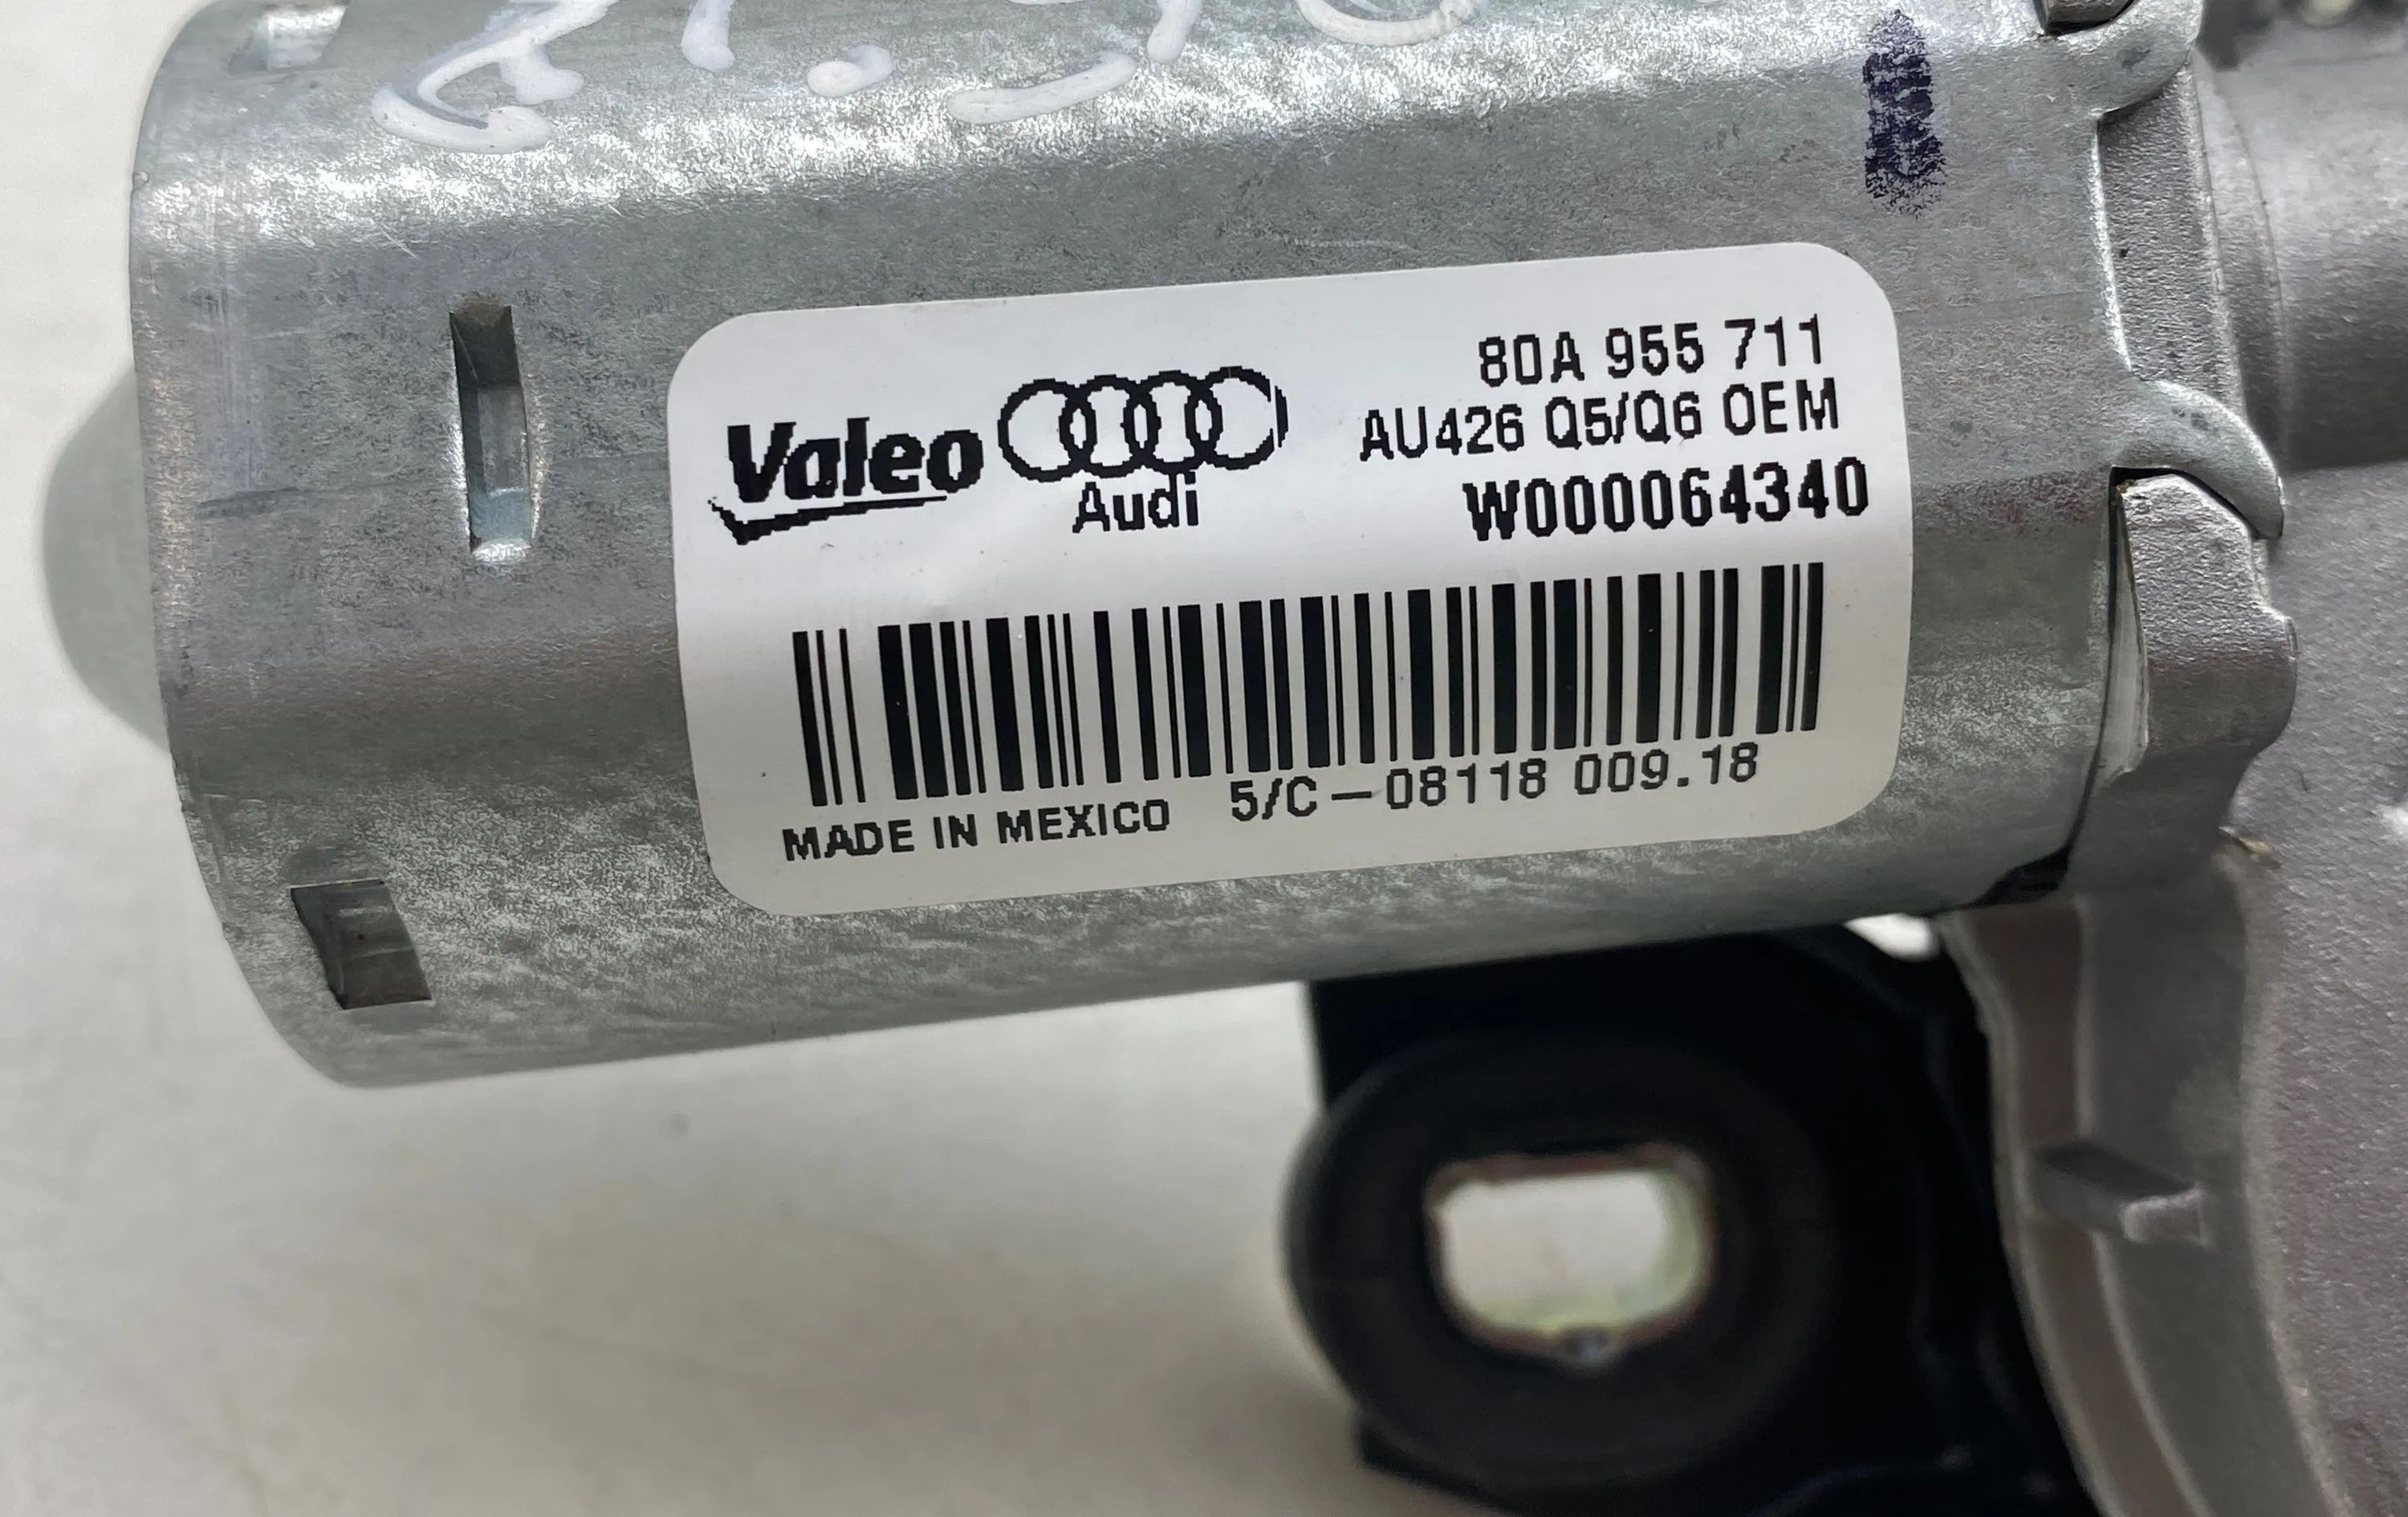 Valeo
Audi
80A 955 711
AU426 Q5/Q6 OEM
W000064340
MADE IN MEXICO 5/C-08118 009.18